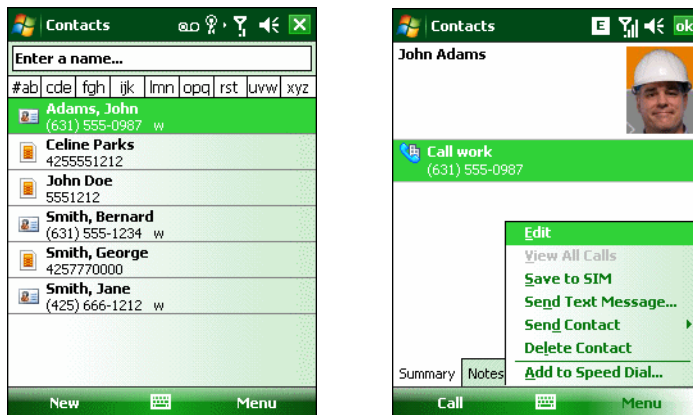 Contacts
Enter a name...
#ab cde fgh ijk lmn opq rst uvw xyz
Adams, John
(631) 555-0987 w
Celine Parks
4255551212
John Doe
5551212
Smith, Bernard
(631) 555-1234 w
Smith, George
4257770000
Smith, Jane
(425) 666-1212 w
New Menu
Contacts E ok
John Adams
Call work
(631) 555-0987
Edit
View All Calls
Save to SIM
Send Text Message...
Send Contact
Delete Contact
Add to Speed Dial...
Summary Notes
Call Menu